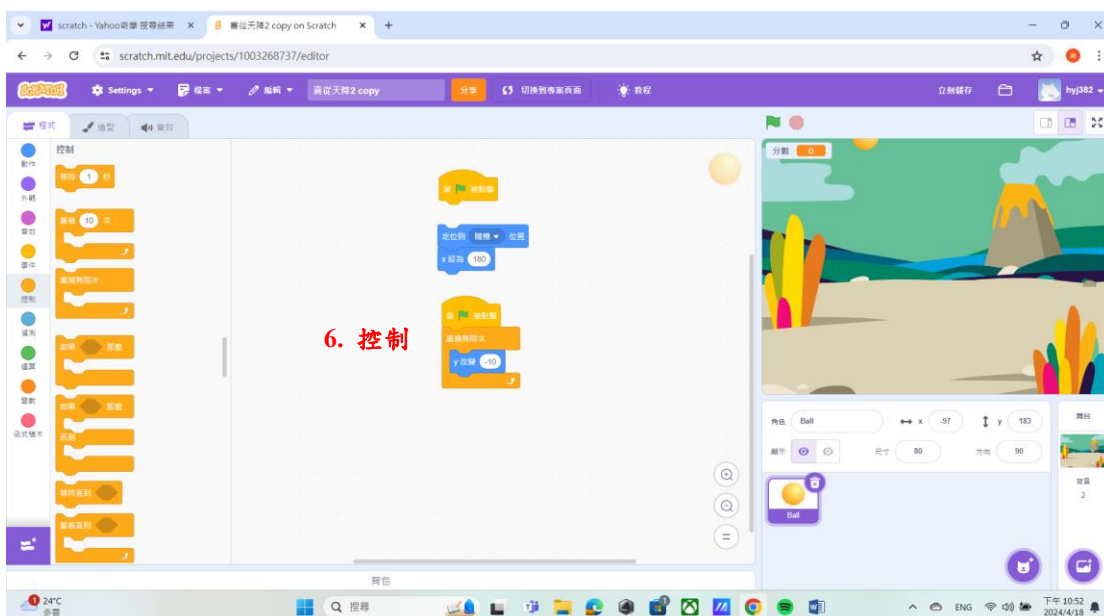 scratch - Yahoo奇摩 搜尋結果
喜從天降2 copy on Scratch
scratch.mit.edu/projects/1003268737/editor
SCRATCH
Settings
檔案
編輯
喜從天降2 copy
分享
切換到專案頁面
教程
立刻儲存
hyj382
程式
造型
音效
動作
外觀
音效
事件
控制
偵測
運算
變數
函式積木
控制
等待 1 秒
重複 10 次
重複無限次
如果 那麼
如果 那麼
否則
等待直到
重複直到
當 被點擊
定位到 隨機 位置
x 設為 180
6. 控制
當 被點擊
重複無限次
y 改變 -10
分數 0
角色 Ball
x -97
y 183
顯示
尺寸 80
方向 90
Ball
舞台
背景
2
背包
1
24°C
多雲
搜尋
ENG
下午 10:52
2024/4/18